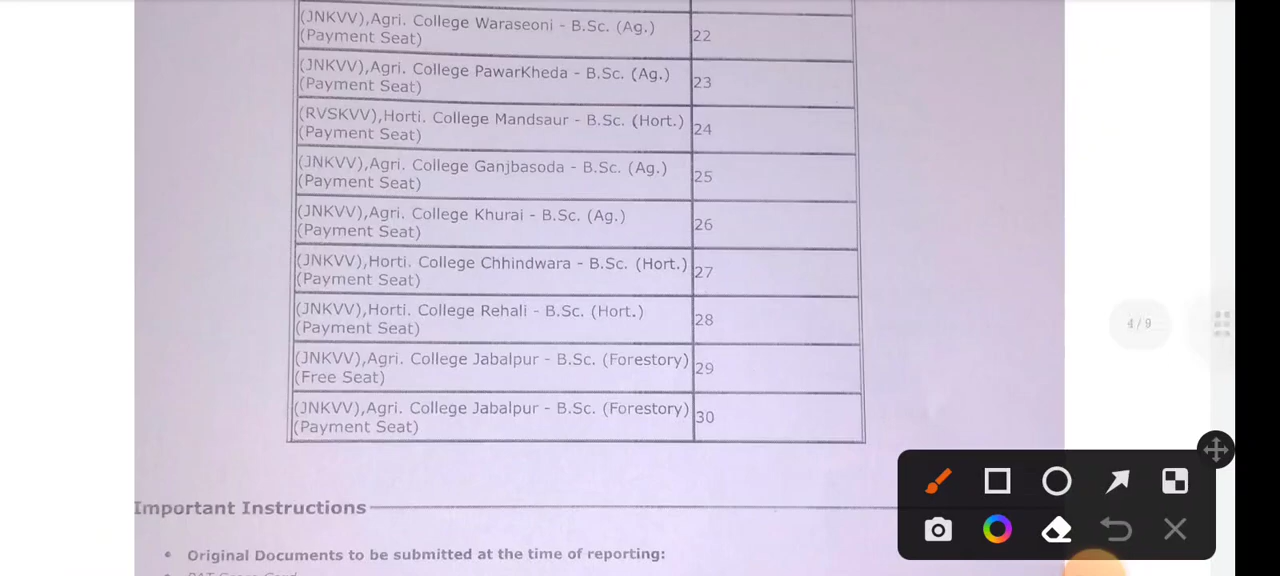 (JNKVV),Agri. College Waraseoni - B.Sc. (Ag.)
(Payment Seat)
22
(JNKVV),Agri. College PawarKheda - B.Sc. (Ag.)
(Payment Seat)
23
(RVSKVV),Horti. College Mandsaur - B.Sc. (Hort.)
(Payment Seat)
24
(JNKVV),Agri. College Ganjbasoda - B.Sc. (Ag.)
(Payment Seat)
25
(JNKVV),Agri. College Khurai - B.Sc. (Ag.)
(Payment Seat)
26
(JNKVV),Horti. College Chhindwara - B.Sc. (Hort.)
(Payment Seat)
27
(JNKVV),Horti. College Rehali - B.Sc. (Hort.)
(Payment Seat)
28
(JNKVV),Agri. College Jabalpur - B.Sc. (Forestory)
(Free Seat)
29
(JNKVV),Agri. College Jabalpur - B.Sc. (Forestory)
(Payment Seat)
30
4/9
Important Instructions
• Original Documents to be submitted at the time of reporting: